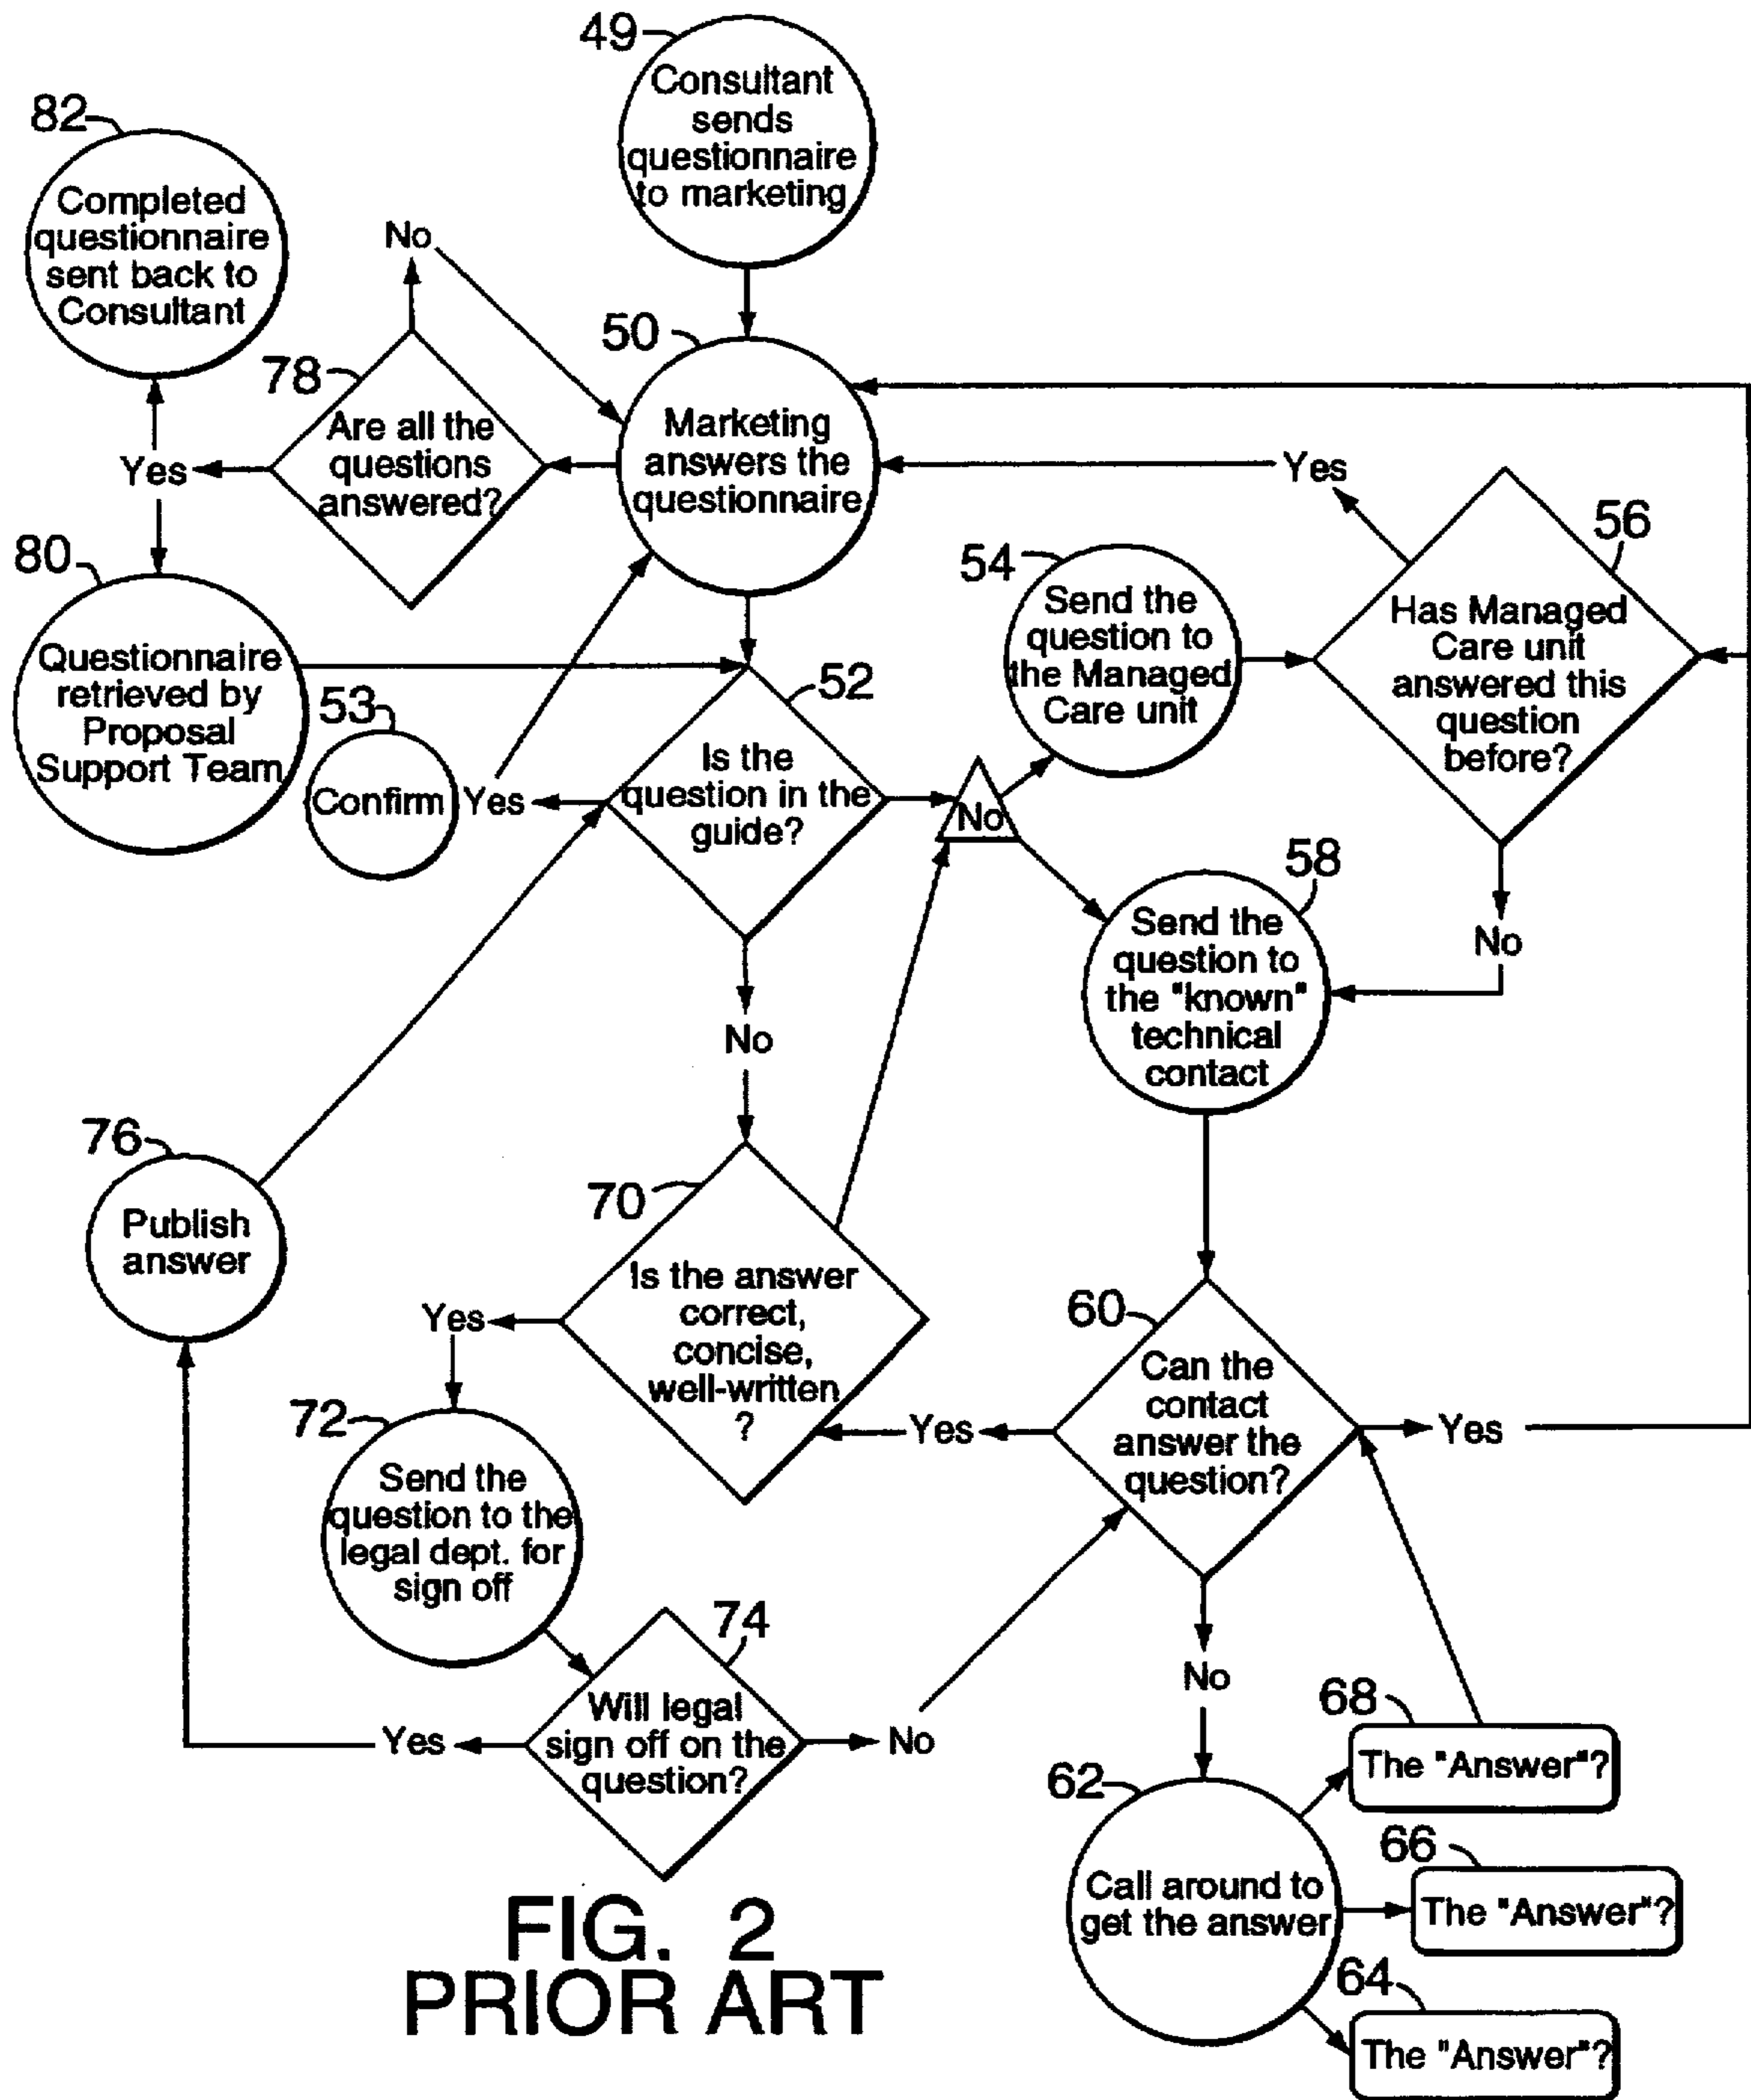 49
Consultant
sends
questionnaire
to marketing
82
Completed
questionnaire
sent back to
Consultant
No
50
Marketing
answers the
questionnaire
78
Are all the
questions
answered?
Yes
Yes
56
Has Managed
Care unit
answered this
question
before?
54
Send the
question to
the Managed
Care unit
80
Questionnaire
retrieved by
Proposal
Support Team
53
Confirm
Yes
52
Is the
question in the
guide?
No
58
Send the
question to
the "known"
technical
contact
No
No
76
Publish
answer
70
Is the answer
correct,
concise,
well-written
?
Yes
60
Can the
contact
answer the
question?
Yes
Yes
72
Send the
question to the
legal dept. for
sign off
74
Will legal
sign off on the
question?
Yes
No
No
62
Call around to
get the answer
68
The "Answer"?
66
The "Answer"?
64
The "Answer"?
FIG. 2
PRIOR ART